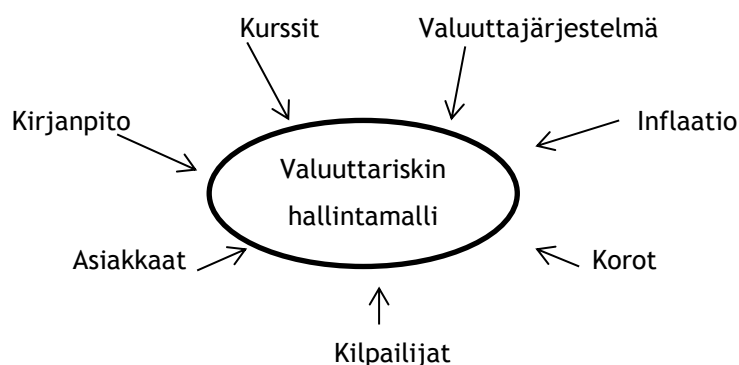 Kurssit
Valuuttajärjestelmä
Kirjanpito
Inflaatio
Valuuttariskin
hallintamalli
Asiakkaat
Korot
Kilpailijat